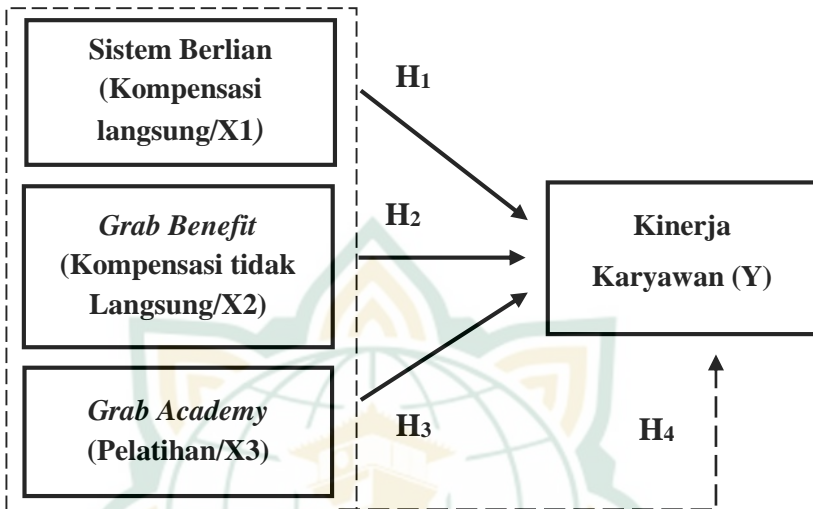 Sistem Berlian
(Kompensasi
langsung/X1)
H1
Grab Benefit
(Kompensasi tidak
Langsung/X2)
H2
Grab Academy
(Pelatihan/X3)
H3
Kinerja
Karyawan (Y)
H4